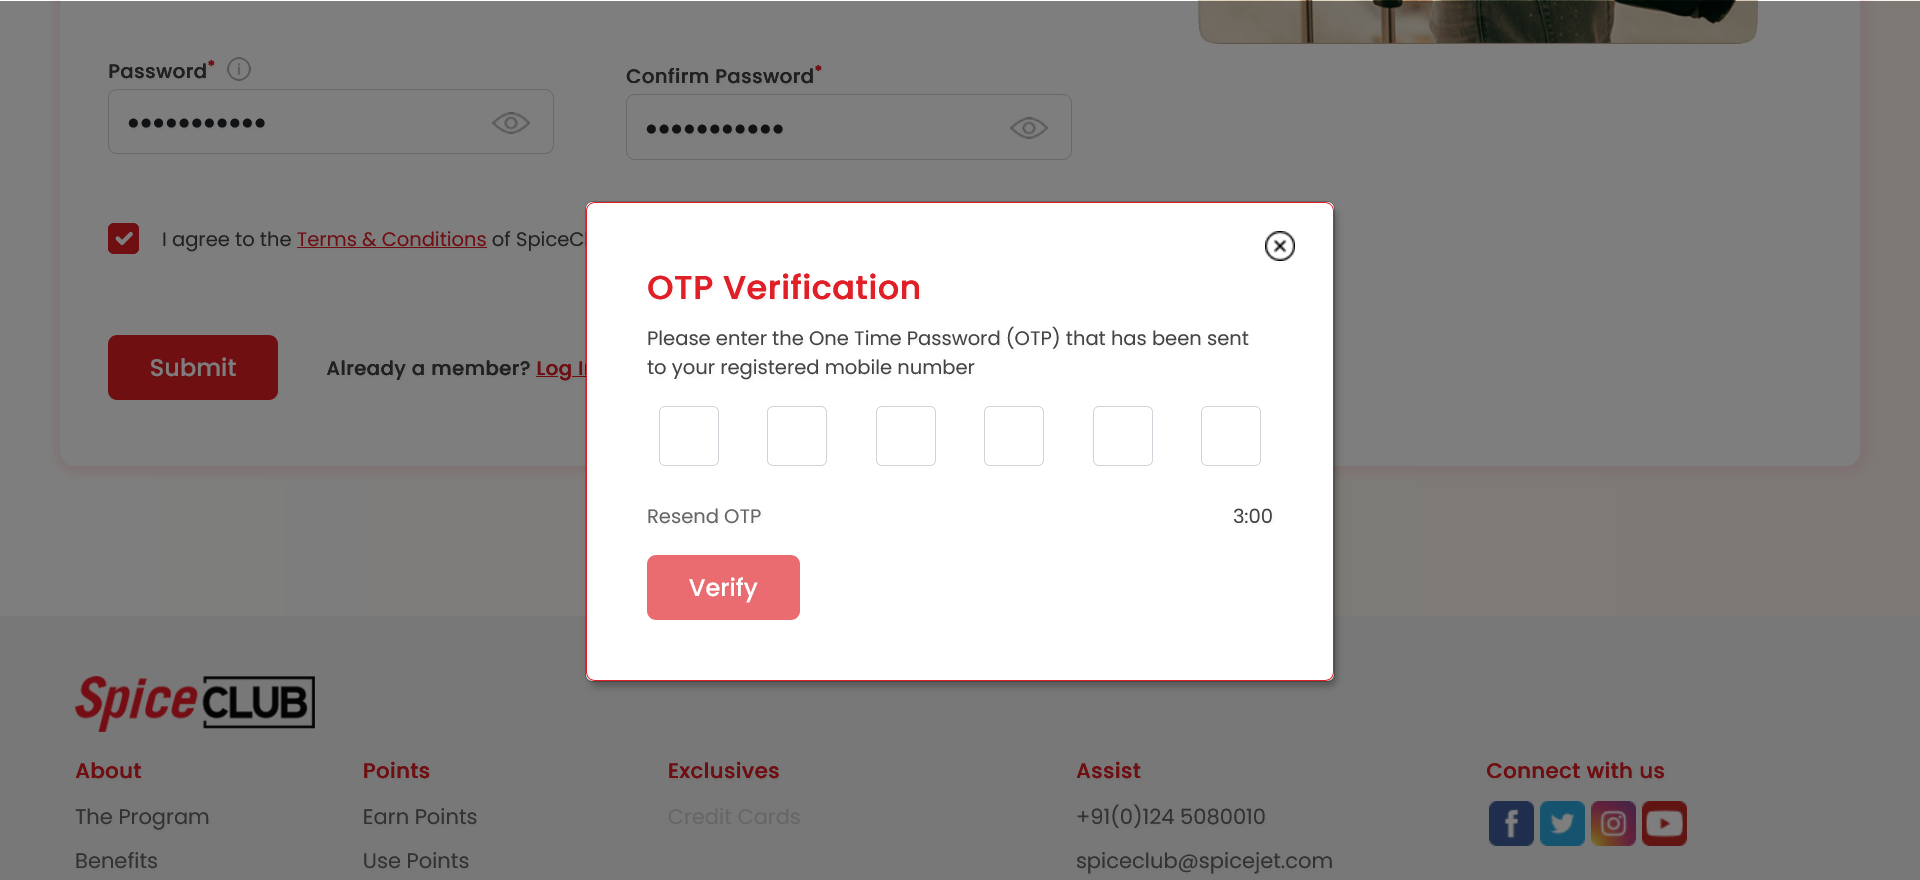 Password*
•••••••••••
Confirm Password*
•••••••••••
I agree to the Terms & Conditions of SpiceC
Submit
Already a member? Log I
OTP Verification
Please enter the One Time Password (OTP) that has been sent
to your registered mobile number
Resend OTP
3:00
Verify
SpiceCLUB
About
The Program
Benefits
Points
Earn Points
Use Points
Exclusives
Credit Cards
Assist
+91(0)124 5080010
spiceclub@spicejet.com
Connect with us